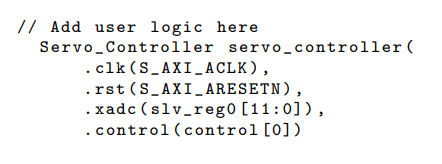 // Add user logic here
Servo_Controller servo_controller(
.clk(S_AXI_ACLK),
.rst(S_AXI_ARESETN),
.xadc(slv_reg0[11:0]),
.control(control[0])